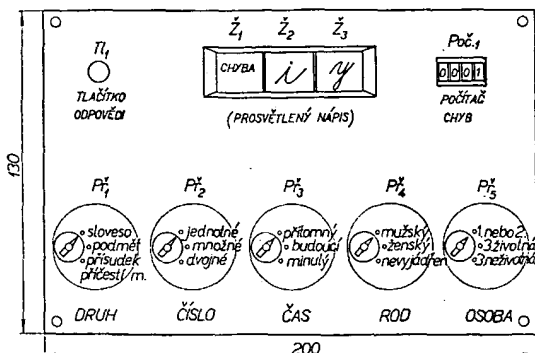 Tl₁ Ž₁ Ž₂ Ž₃ Poč.1
CHYBA i y 0001
TLAČÍTKO ODPOVĚDI
(PROSVĚTLENÝ NÁPIS)
POČÍTAČ CHYB
130
Př₁ Př₂ Př₃ Př₄ Př₅
sloveso
podmět
přísudek
příčestí m.
jednotné
množné
dvojné
přítomný
budoucí
minulý
mužský
ženský
nevyjádřen
1. nebo 2.
3. životná
3. neživotná
DRUH ČÍSLO ČAS ROD OSOBA
200